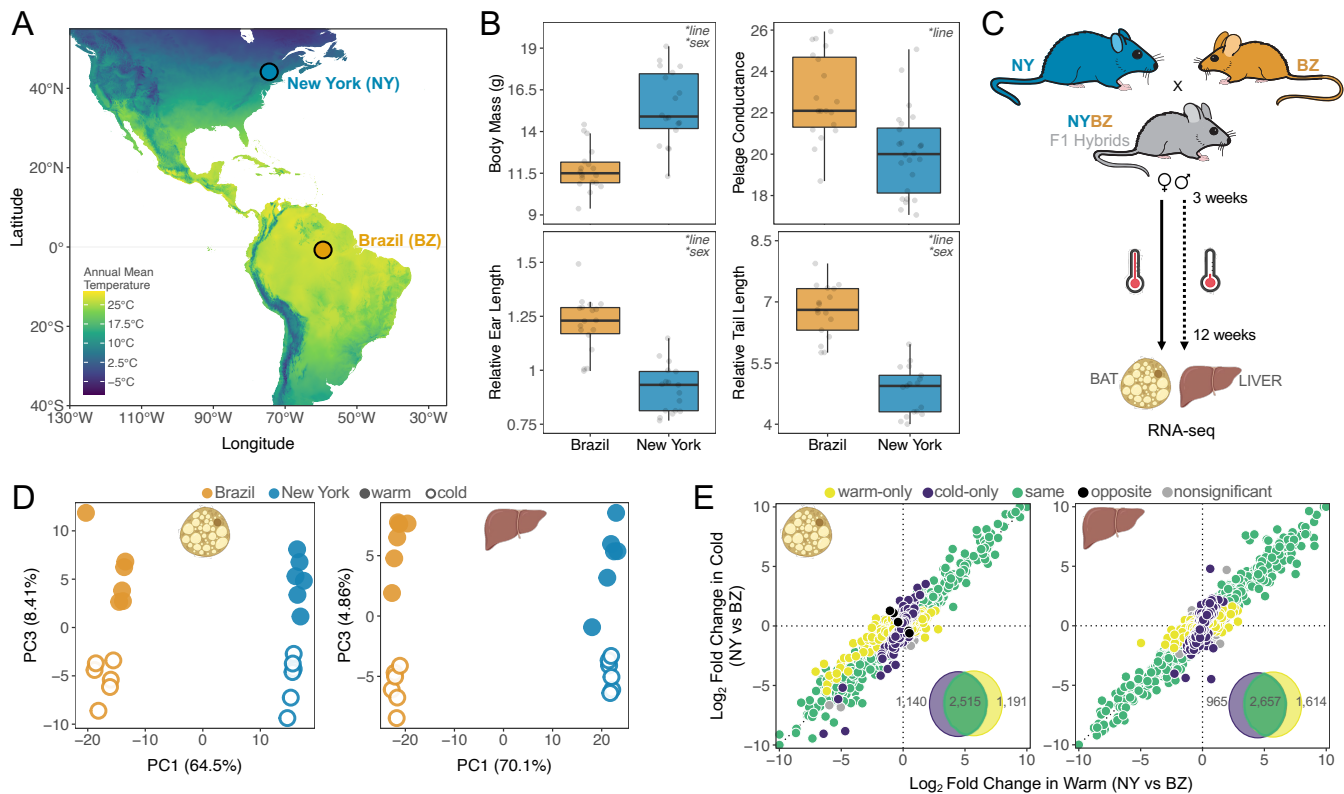 A
40°N
20°N
0°
20°S
40°S
Latitude
130°W
110°W
90°W
70°W
50°W
30°W
Longitude
New York (NY)
Brazil (BZ)
Annual Mean
Temperature
25°C
17.5°C
10°C
2.5°C
−5°C
B
*line
*sex
Body Mass (g)
19
16.5
14
11.5
9
*line
Pelage Conductance
26
24
22
20
18
*line
*sex
Relative Ear Length
1.5
1.25
1
0.75
Brazil
New York
*line
*sex
Relative Tail Length
8.5
7
5.5
4
Brazil
New York
C
NY
BZ
x
NYBZ
F1 Hybrids
♀ ♂
3 weeks
12 weeks
BAT
LIVER
RNA-seq
D
Brazil
New York
warm
cold
PC3 (8.41%)
10
5
0
−5
−10
−20
0
20
PC1 (64.5%)
PC3 (4.86%)
5
0
−5
−20
−10
0
10
20
PC1 (70.1%)
E
warm-only
cold-only
same
opposite
nonsignificant
Log2 Fold Change in Cold
(NY vs BZ)
10
5
0
−5
−10
1,140
2,515
1,191
−10
−5
0
5
10
10
5
0
−5
−10
965
2,657
1,614
−10
−5
0
5
10
Log2 Fold Change in Warm (NY vs BZ)